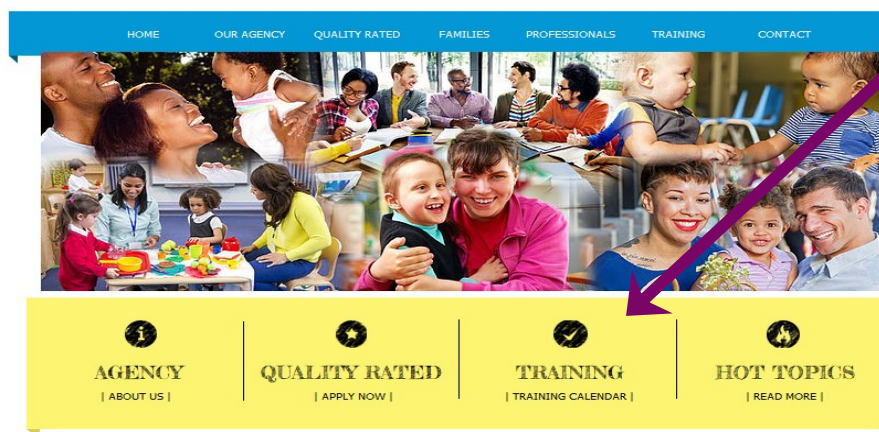 HOME OUR AGENCY QUALITY RATED FAMILIES PROFESSIONALS TRAINING CONTACT
AGENCY QUALITY RATED TRAINING HOT TOPICS
| ABOUT US | | APPLY NOW | | TRAINING CALENDAR | | READ MORE |